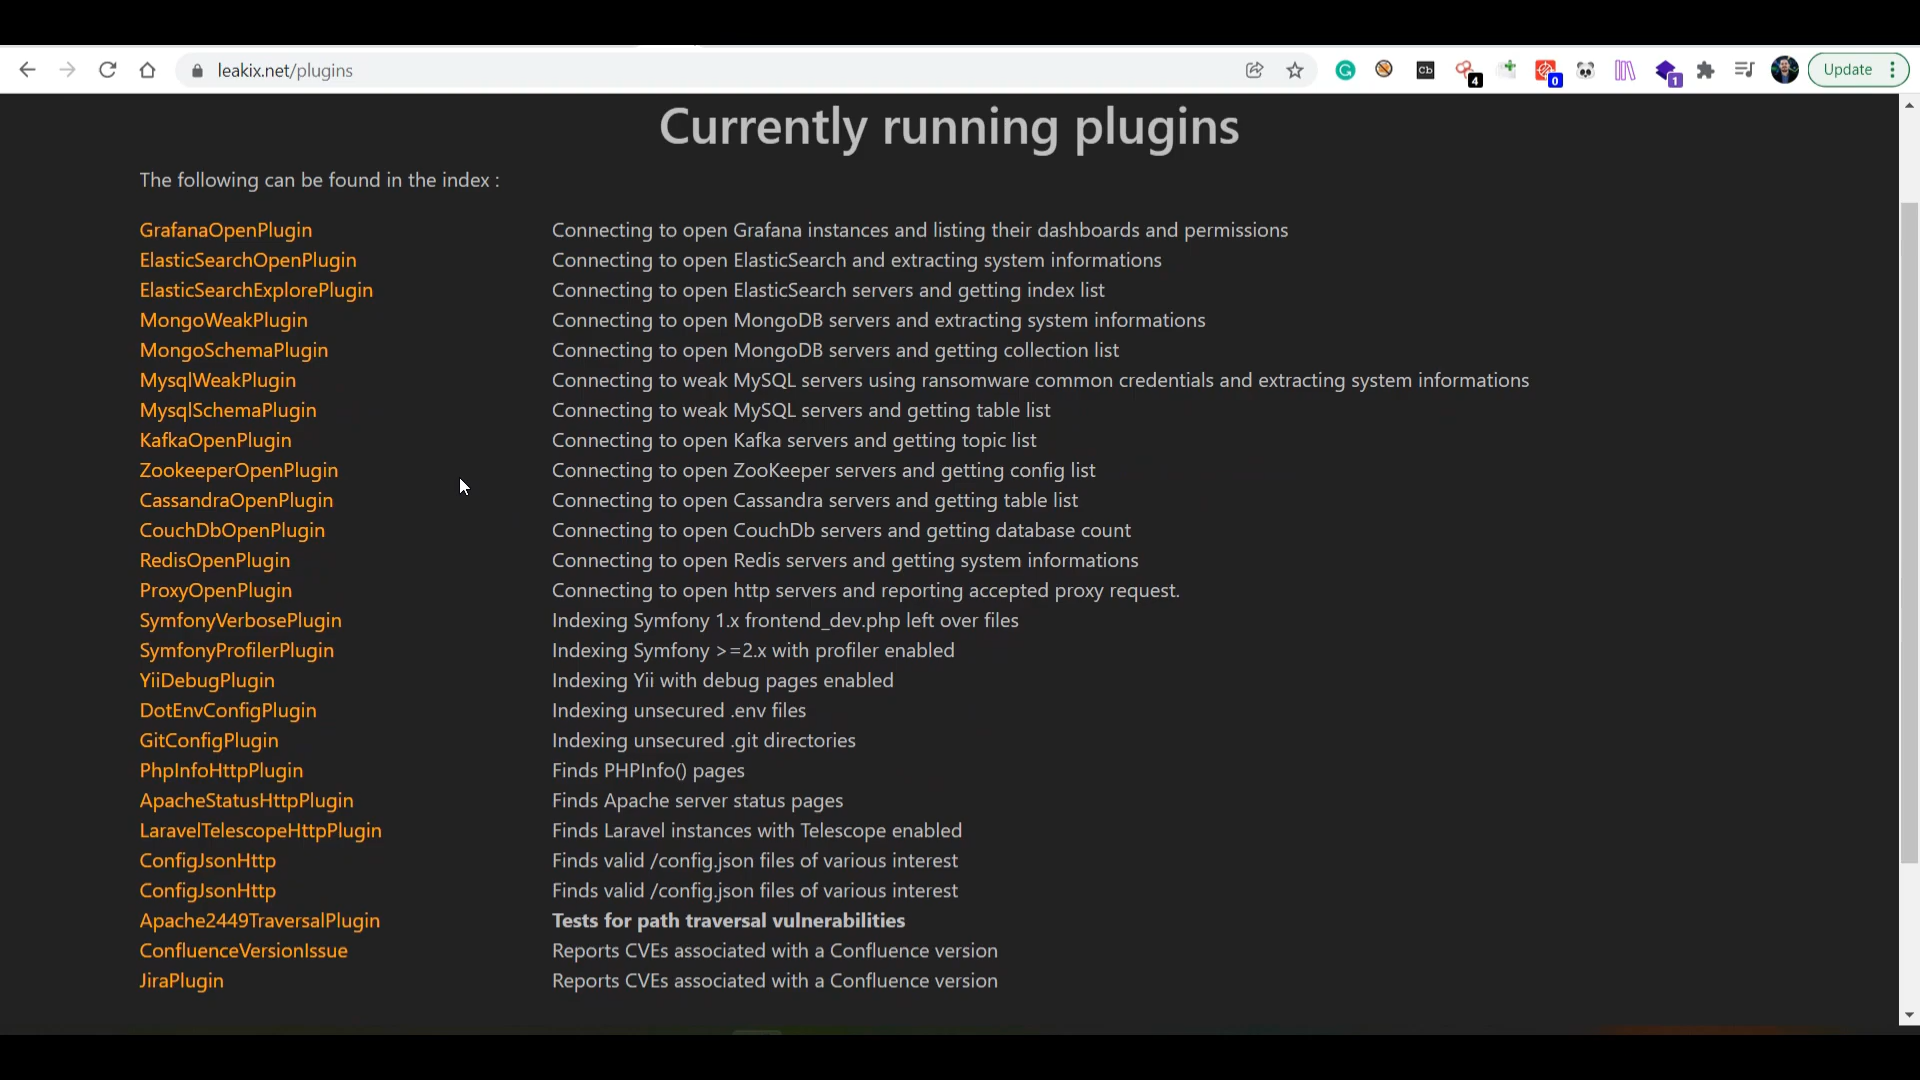 leakix.net/plugins
Cb
4
0
1
Update
Currently running plugins
The following can be found in the index :
GrafanaOpenPlugin Connecting to open Grafana instances and listing their dashboards and permissions
ElasticSearchOpenPlugin Connecting to open ElasticSearch and extracting system informations
ElasticSearchExplorePlugin Connecting to open ElasticSearch servers and getting index list
MongoWeakPlugin Connecting to open MongoDB servers and extracting system informations
MongoSchemaPlugin Connecting to open MongoDB servers and getting collection list
MysqlWeakPlugin Connecting to weak MySQL servers using ransomware common credentials and extracting system informations
MysqlSchemaPlugin Connecting to weak MySQL servers and getting table list
KafkaOpenPlugin Connecting to open Kafka servers and getting topic list
ZookeeperOpenPlugin Connecting to open ZooKeeper servers and getting config list
CassandraOpenPlugin Connecting to open Cassandra servers and getting table list
CouchDbOpenPlugin Connecting to open CouchDb servers and getting database count
RedisOpenPlugin Connecting to open Redis servers and getting system informations
ProxyOpenPlugin Connecting to open http servers and reporting accepted proxy request.
SymfonyVerbosePlugin Indexing Symfony 1.x frontend_dev.php left over files
SymfonyProfilerPlugin Indexing Symfony >=2.x with profiler enabled
YiiDebugPlugin Indexing Yii with debug pages enabled
DotEnvConfigPlugin Indexing unsecured .env files
GitConfigPlugin Indexing unsecured .git directories
PhpInfoHttpPlugin Finds PHPInfo() pages
ApacheStatusHttpPlugin Finds Apache server status pages
LaravelTelescopeHttpPlugin Finds Laravel instances with Telescope enabled
ConfigJsonHttp Finds valid /config.json files of various interest
ConfigJsonHttp Finds valid /config.json files of various interest
Apache2449TraversalPlugin Tests for path traversal vulnerabilities
ConfluenceVersionIssue Reports CVEs associated with a Confluence version
JiraPlugin Reports CVEs associated with a Confluence version